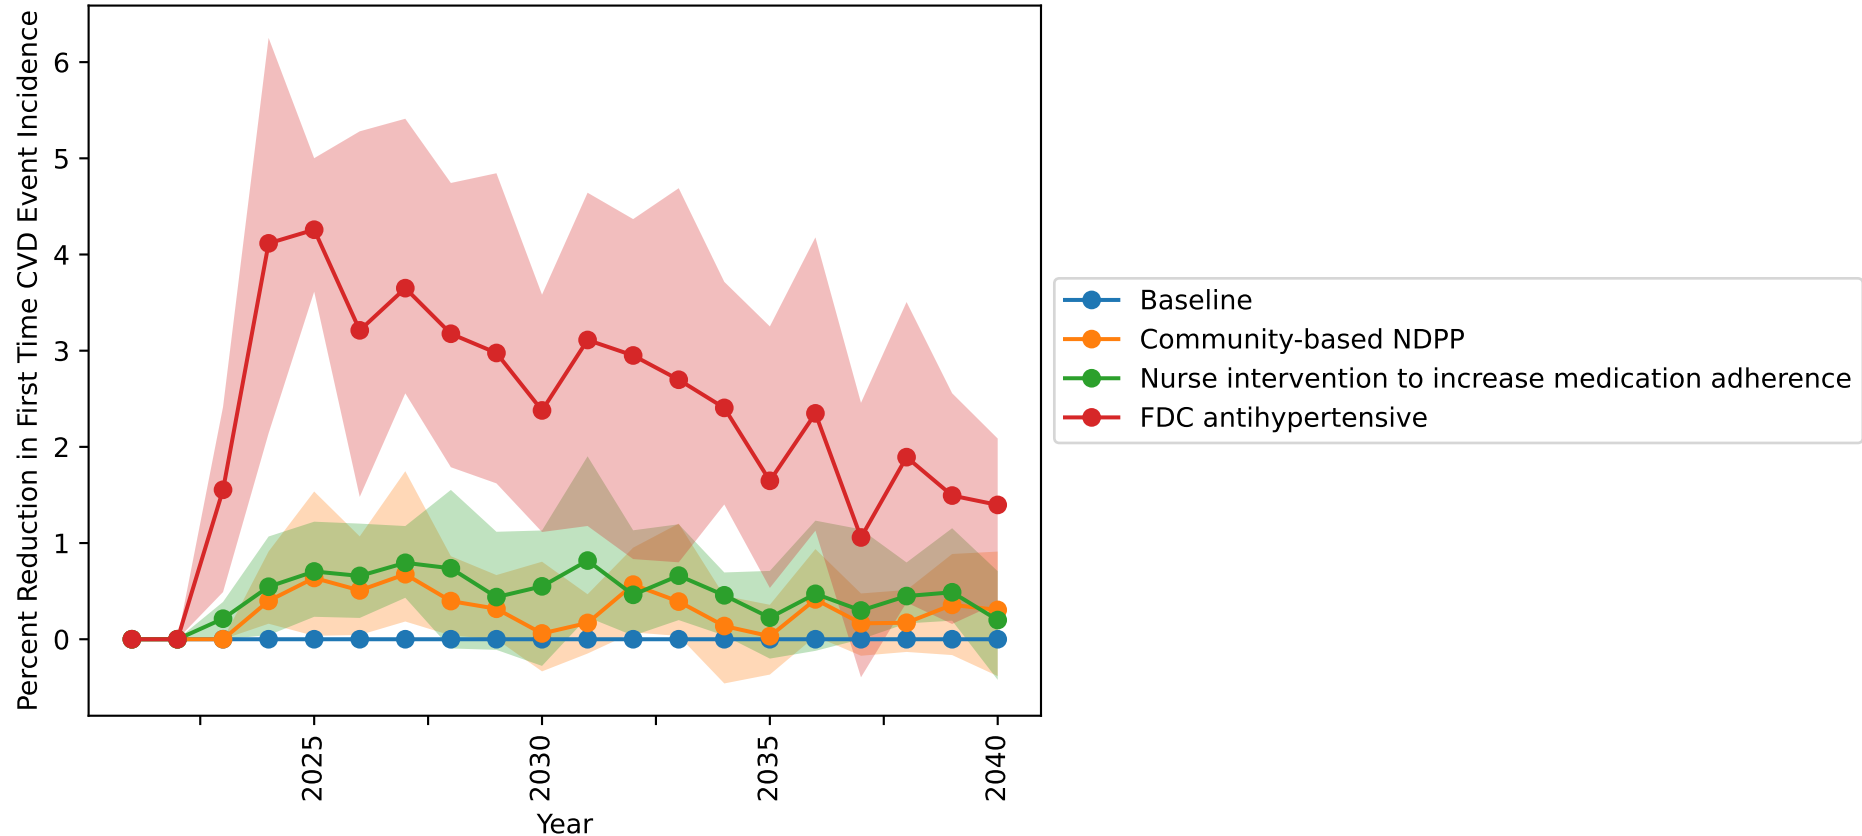 Percent Reduction in First Time CVD Event Incidence
6
5
4
3
2
1
0
2025
2030
2035
2040
Year
Baseline
Community-based NDPP
Nurse intervention to increase medication adherence
FDC antihypertensive